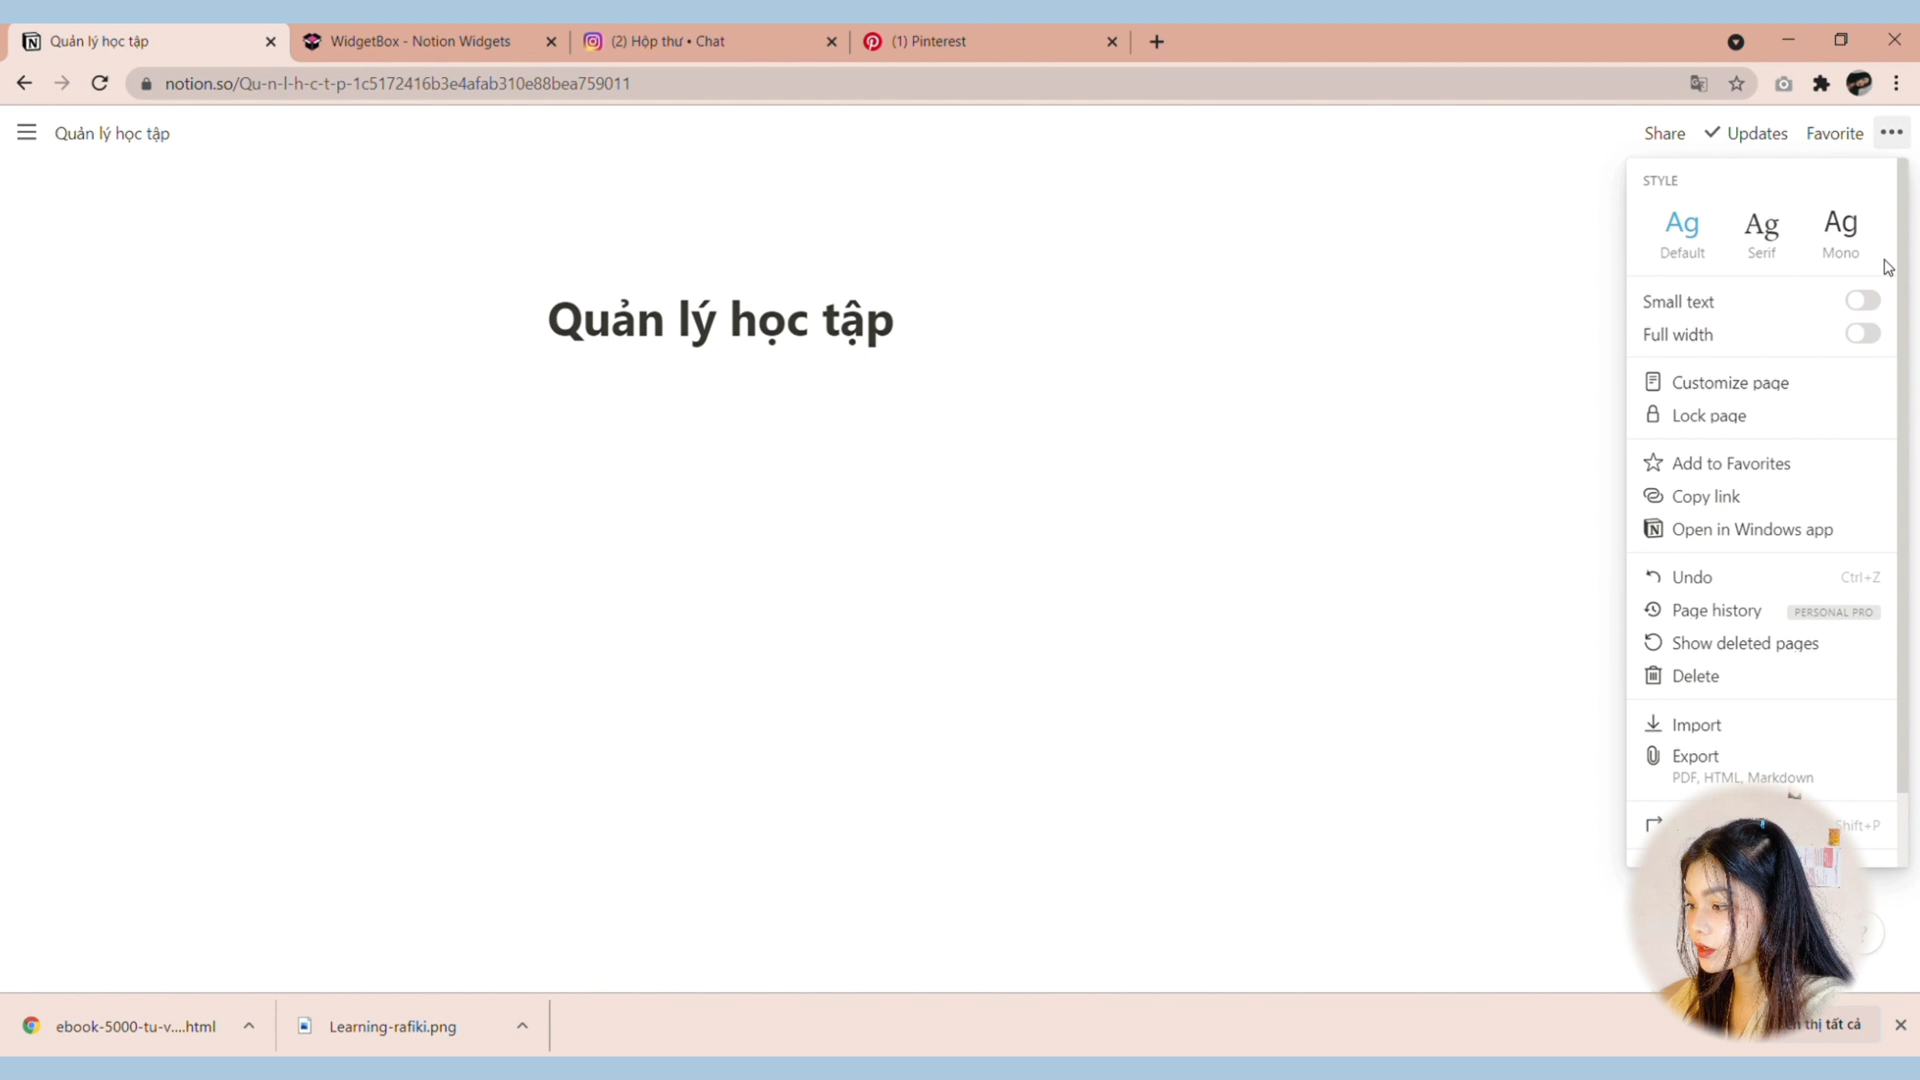 Quản lý học tập
WidgetBox - Notion Widgets
(2) Hộp thư • Chat
(1) Pinterest
notion.so/Qu-n-l-h-c-t-p-1c5172416b3e4afab310e88bea759011
Quản lý học tập
Share
Updates
Favorite
STYLE
Ag
Ag
Ag
Default
Serif
Mono
Small text
Full width
Quản lý học tập
Customize page
Lock page
Add to Favorites
Copy link
Open in Windows app
Undo
Ctrl+Z
Page history
PERSONAL PRO
Show deleted pages
Delete
Import
Export
PDF, HTML, Markdown
Shift+P
?
ebook-5000-tu-v....html
Learning-rafiki.png
thị tất cả